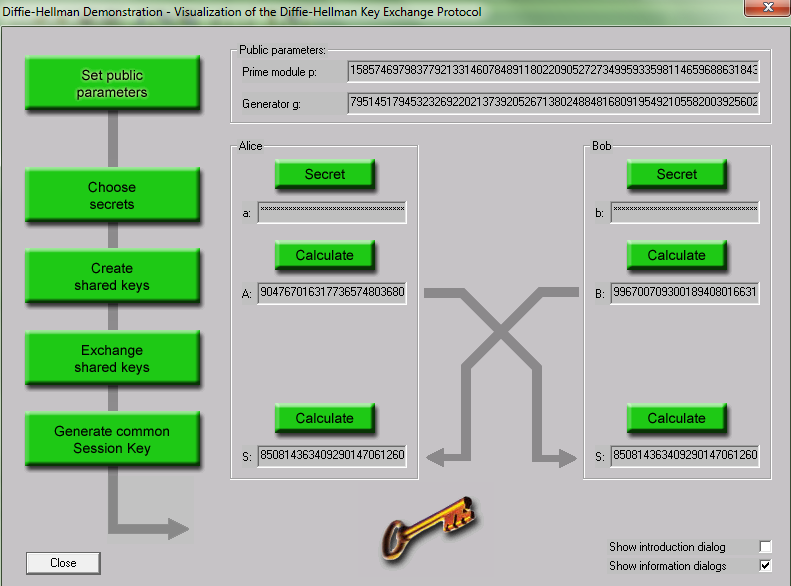 Diffie-Hellman Demonstration - Visualization of the Diffie-Hellman Key Exchange Protocol
Set public
parameters
Choose
secrets
Create
shared keys
Exchange
shared keys
Generate common
Session Key
Close
Public parameters:
Prime module p: 15857469798377921331460784891180220905272734995933598114659688631843
Generator g: 79514517945323269220213739205267138024884816809195492105582003925602
Alice
Secret
a: ************************************
Calculate
A: 904767016317736574803680
Calculate
S: 850814363409290147061260
Bob
Secret
b: ************************************
Calculate
B: 996700709300189408016631
Calculate
S: 850814363409290147061260
Show introduction dialog
Show information dialogs